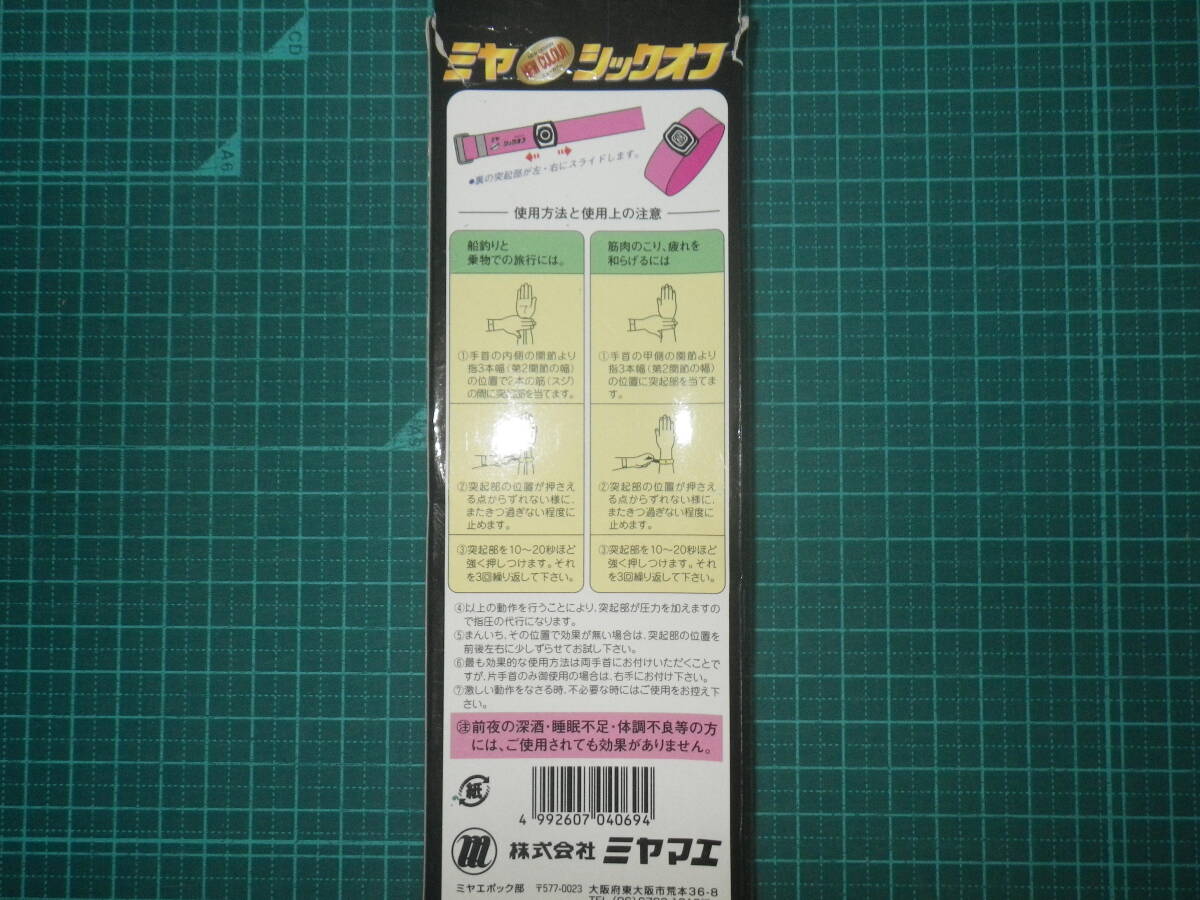 ミヤ NEW COLOUR シックオフ
ミヤ シックオフ
●裏の突起部が左・右にスライドします。
使用方法と使用上の注意
船釣りと
乗物での旅行には。
①手首の内側の関節より
指3本幅(第2関節の幅)
の位置で2本の筋(スジ)
の間に突起部を当てます。
②突起部の位置が押さえ
る点からずれない様に、
またきつ過ぎない程度に
止めます。
③突起部を10〜20秒ほど
強く押しつけます。それ
を3回繰り返して下さい。
筋肉のこり、疲れを
和らげるには
①手首の甲側の関節より
指3本幅(第2関節の幅)
の位置に突起部を当てま
す。
②突起部の位置が押さえ
る点からずれない様に、
またきつ過ぎない程度に
止めます。
③突起部を10〜20秒ほど
強く押しつけます。それ
を3回繰り返して下さい。
④以上の動作を行うことにより、突起部が圧力を加えますの
で指圧の代行になります。
⑤まんいち、その位置で効果が無い場合は、突起部の位置を
前後左右に少しずらせてお試し下さい。
⑥最も効果的な使用方法は両手首にお付けいただくことで
すが、片手首のみ御使用の場合は、右手にお付け下さい。
⑦激しい動作をなさる時、不必要な時にはご使用をお控え下
さい。
注 前夜の深酒・睡眠不足・体調不良等の方
には、ご使用されても効果がありません。
紙
4 992607 040694
m 株式会社 ミヤマエ
ミヤエポック部 〒577-0023 大阪府東大阪市荒本36-8
CD
A6
A5